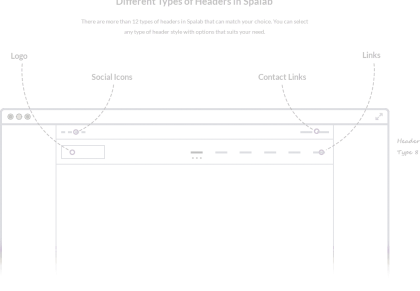 Different Types of Headers in Spalab
There are more than 12 types of headers in Spalab that can match your choice. You can select
any type of header style with options that suits your need.
Logo
Links
Social Icons
Contact Links
Header
Type: 8